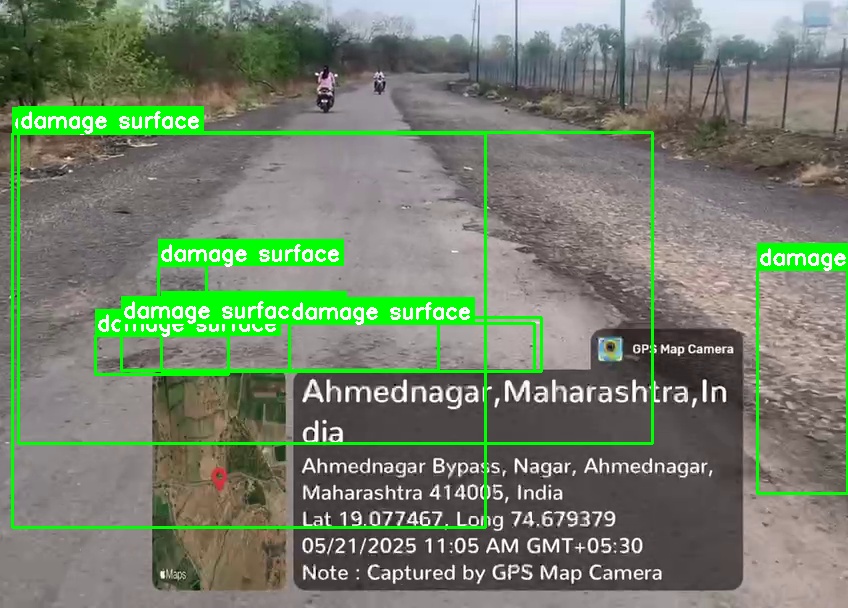 damage surface
damage surface
damage
damage surface
damage surface
damage surface
GPS Map Camera
Ahmednagar,Maharashtra,In
dia
Ahmednagar Bypass, Nagar, Ahmednagar,
Maharashtra 414005, India
Lat 19.077467, Long 74.679379
05/21/2025 11:05 AM GMT+05:30
Note : Captured by GPS Map Camera
Maps